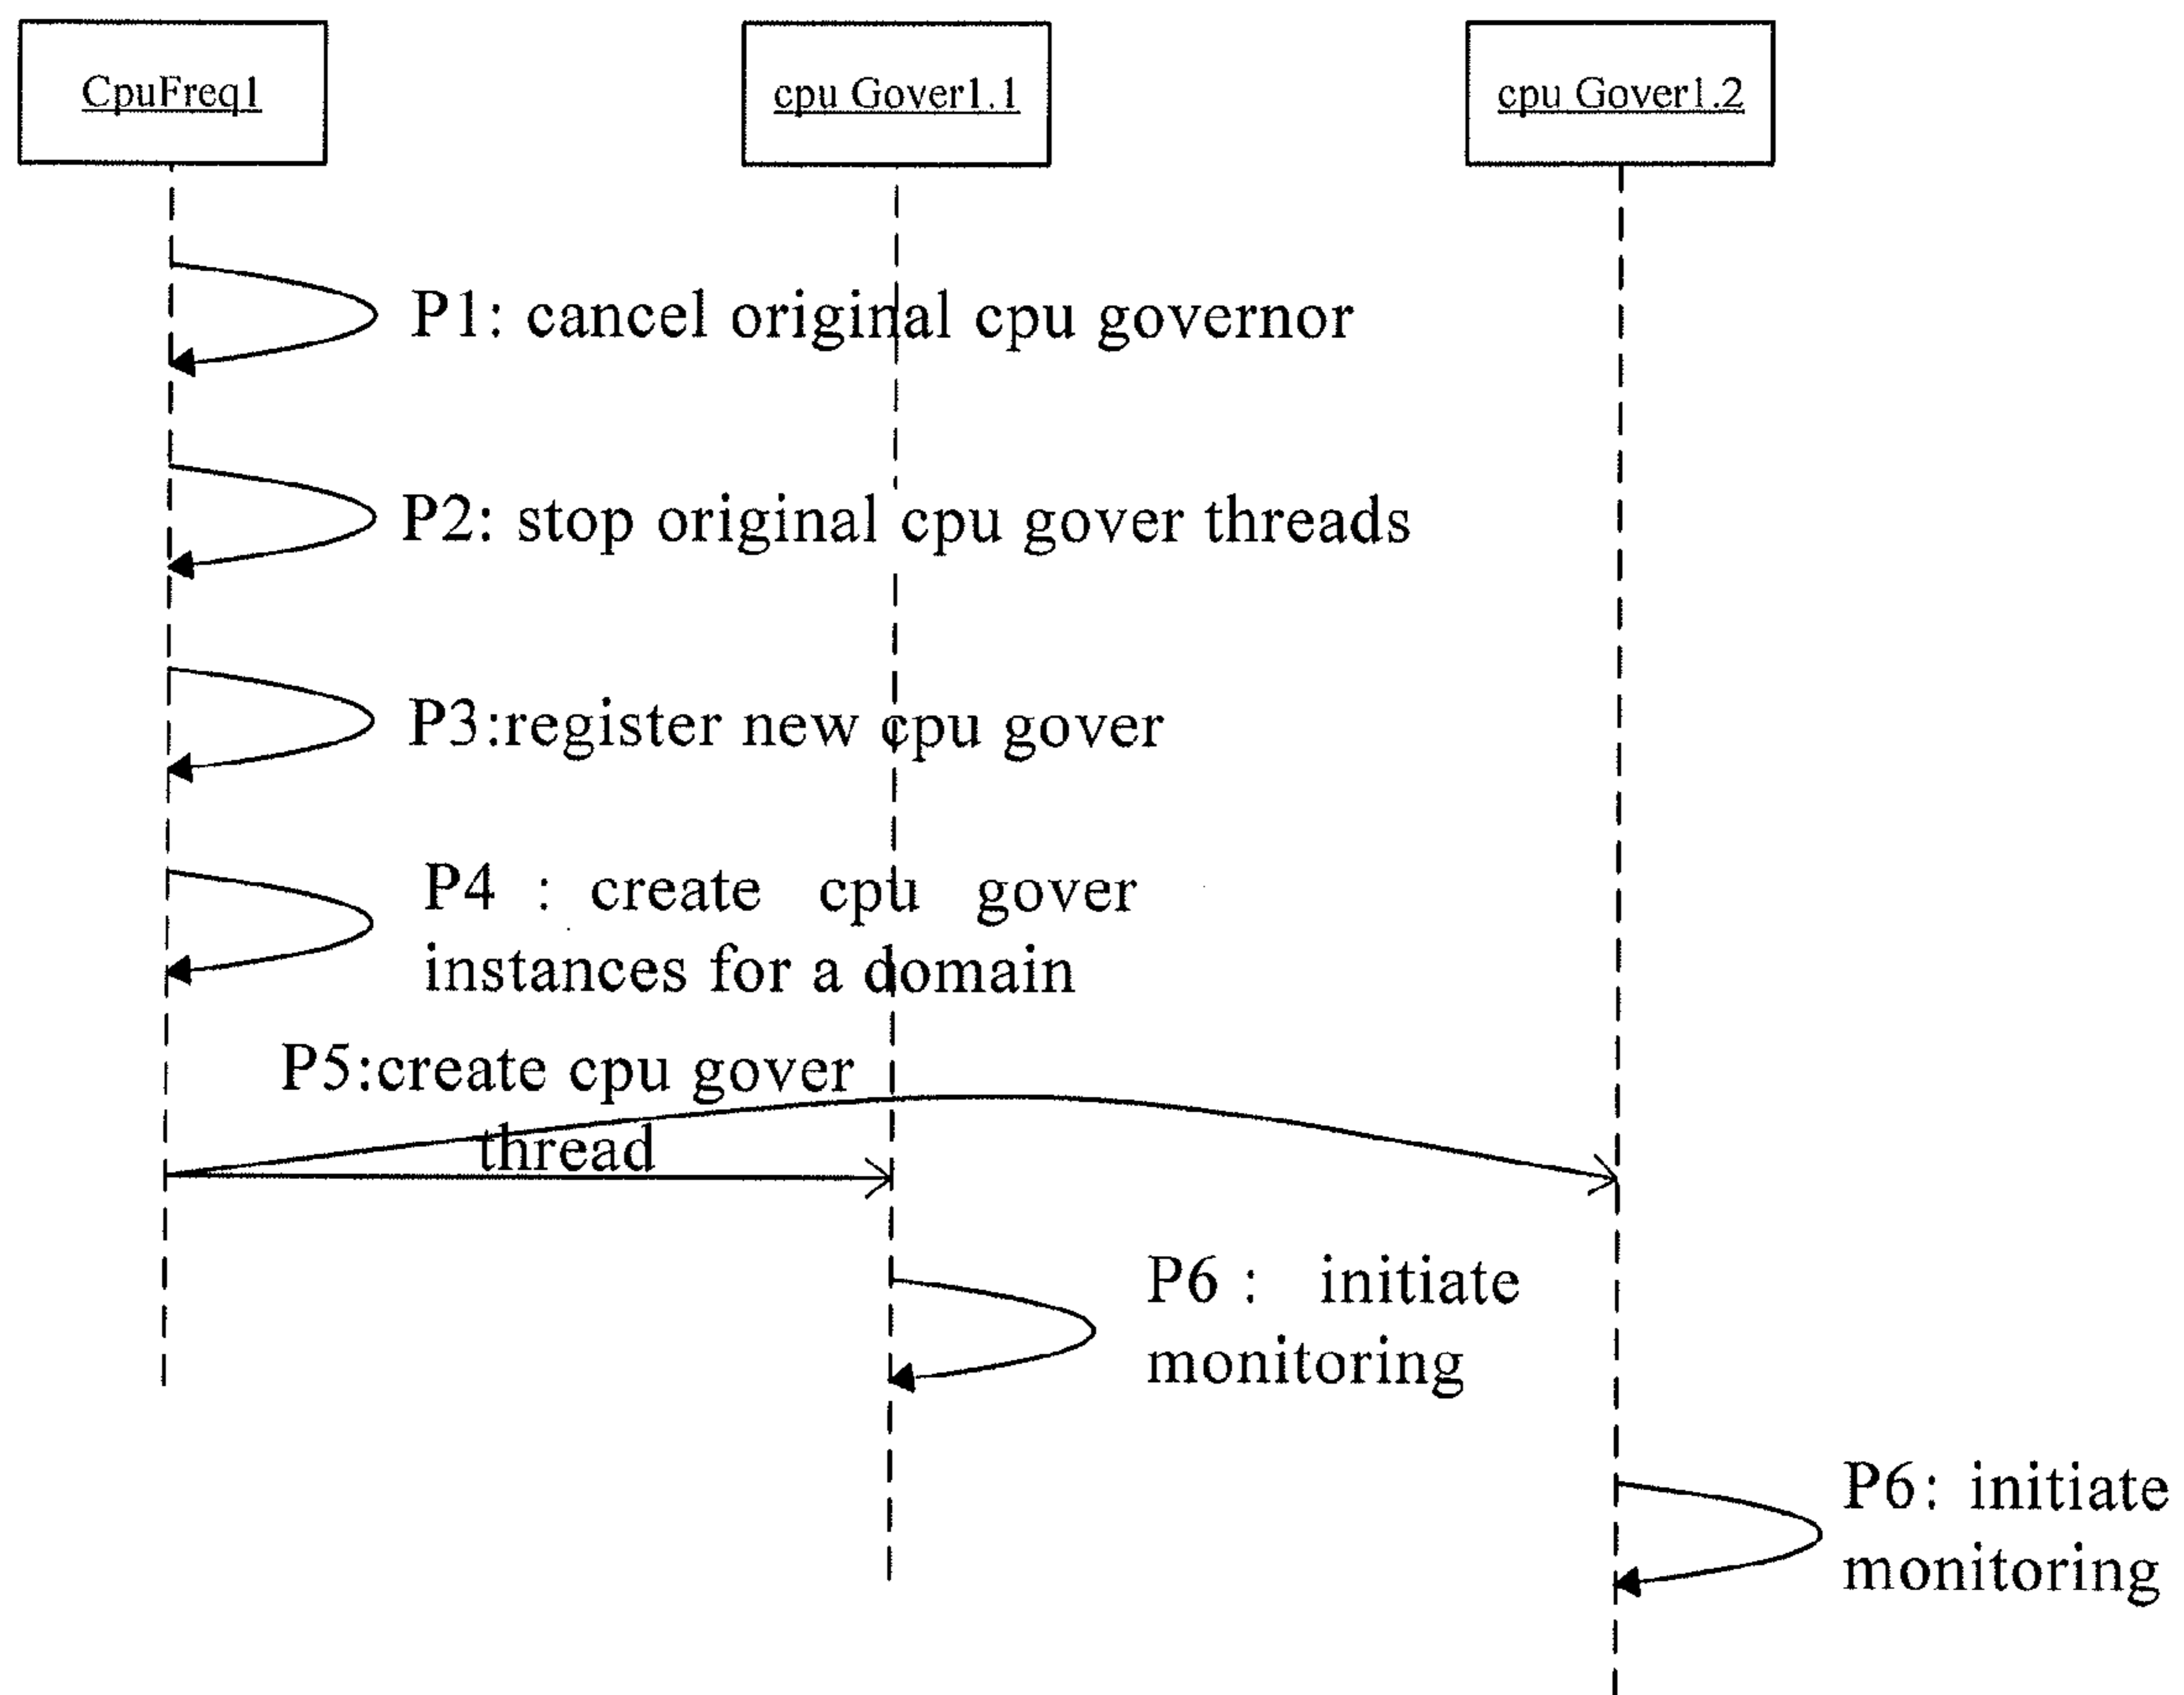 CpuFreq1
cpu Gover1.1
cpu Gover1.2
P1: cancel original cpu governor
P2: stop original cpu gover threads
P3:register new cpu gover
P4 : create cpu gover
instances for a domain
P5:create cpu gover
thread
P6 : initiate
monitoring
P6: initiate
monitoring